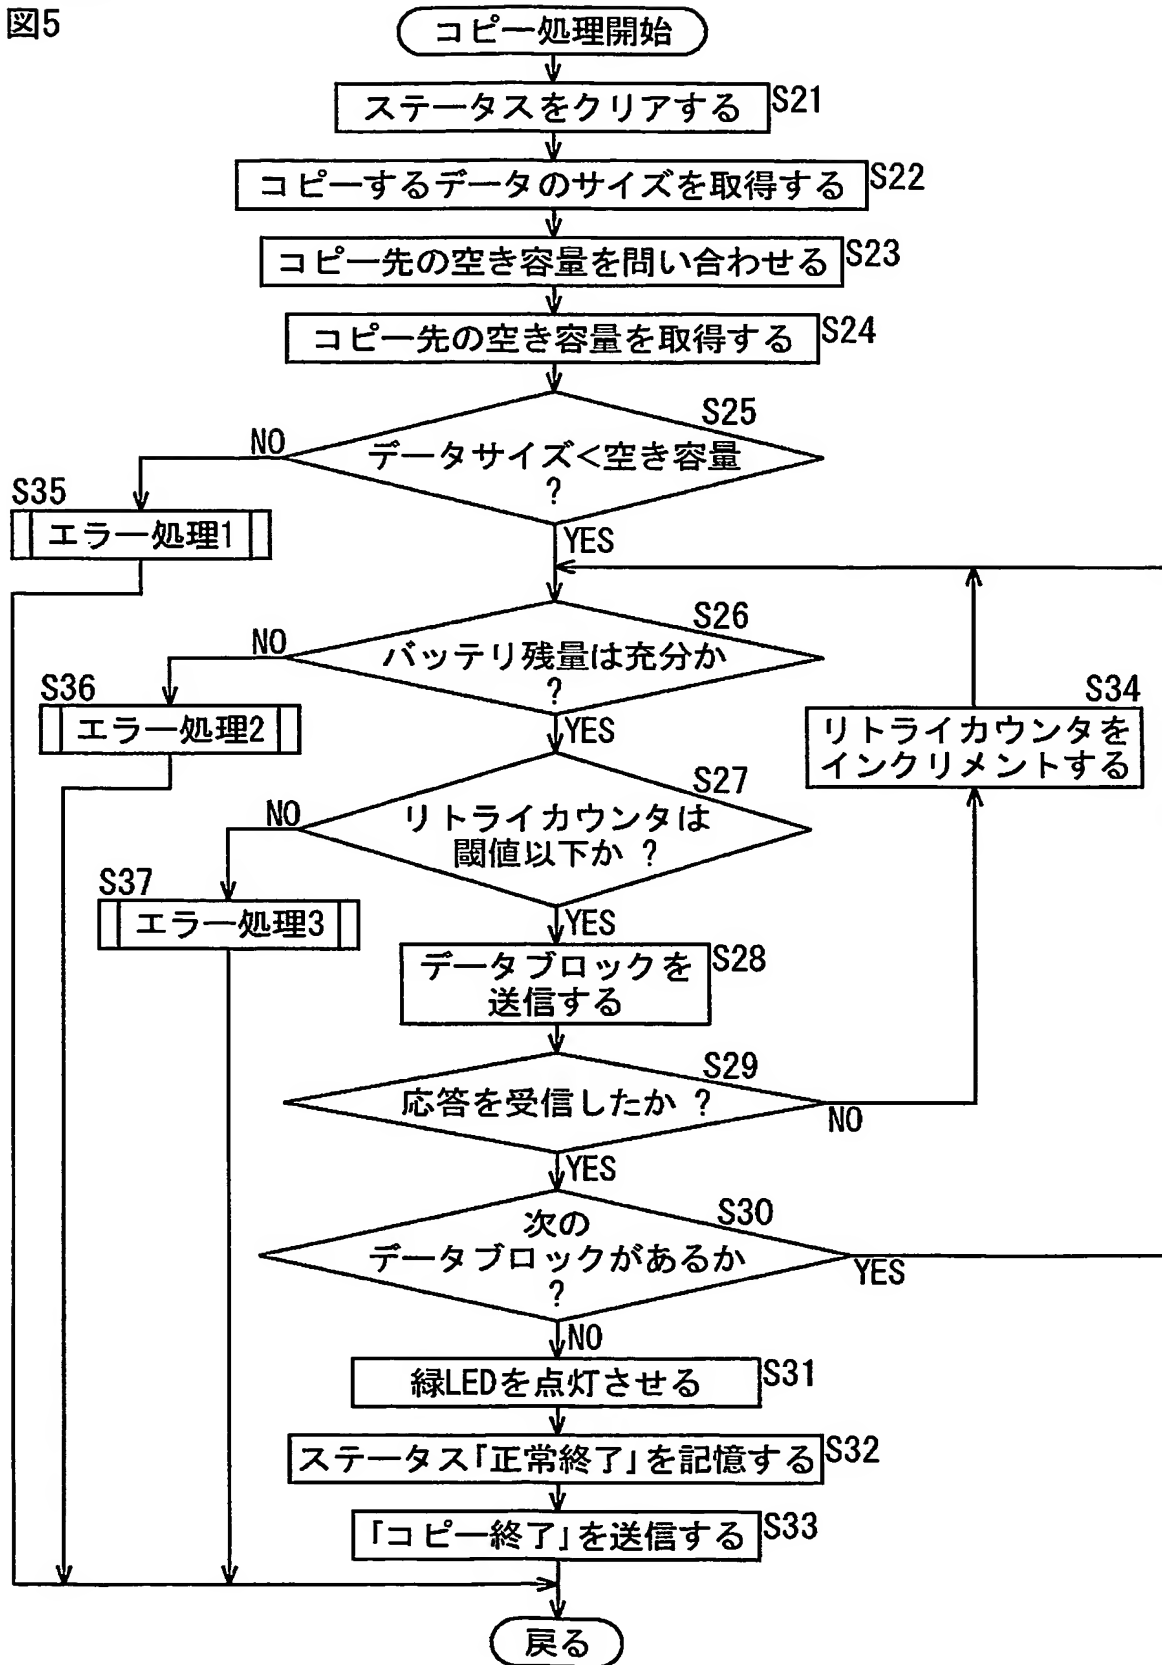 図5
コピー処理開始
ステータスをクリアする
S21
コピーするデータのサイズを取得する
S22
コピー先の空き容量を問い合わせる
S23
コピー先の空き容量を取得する
S24
S25
データサイズ<空き容量
?
NO
YES
S35
エラー処理1
S26
バッテリ残量は充分か
?
NO
YES
S36
エラー処理2
S34
リトライカウンタを
インクリメントする
S27
リトライカウンタは
閾値以下か ?
NO
YES
S37
エラー処理3
データブロックを
送信する
S28
S29
応答を受信したか ?
NO
YES
S30
次の
データブロックがあるか
?
YES
NO
緑LEDを点灯させる
S31
ステータス「正常終了」を記憶する
S32
「コピー終了」を送信する
S33
戻る